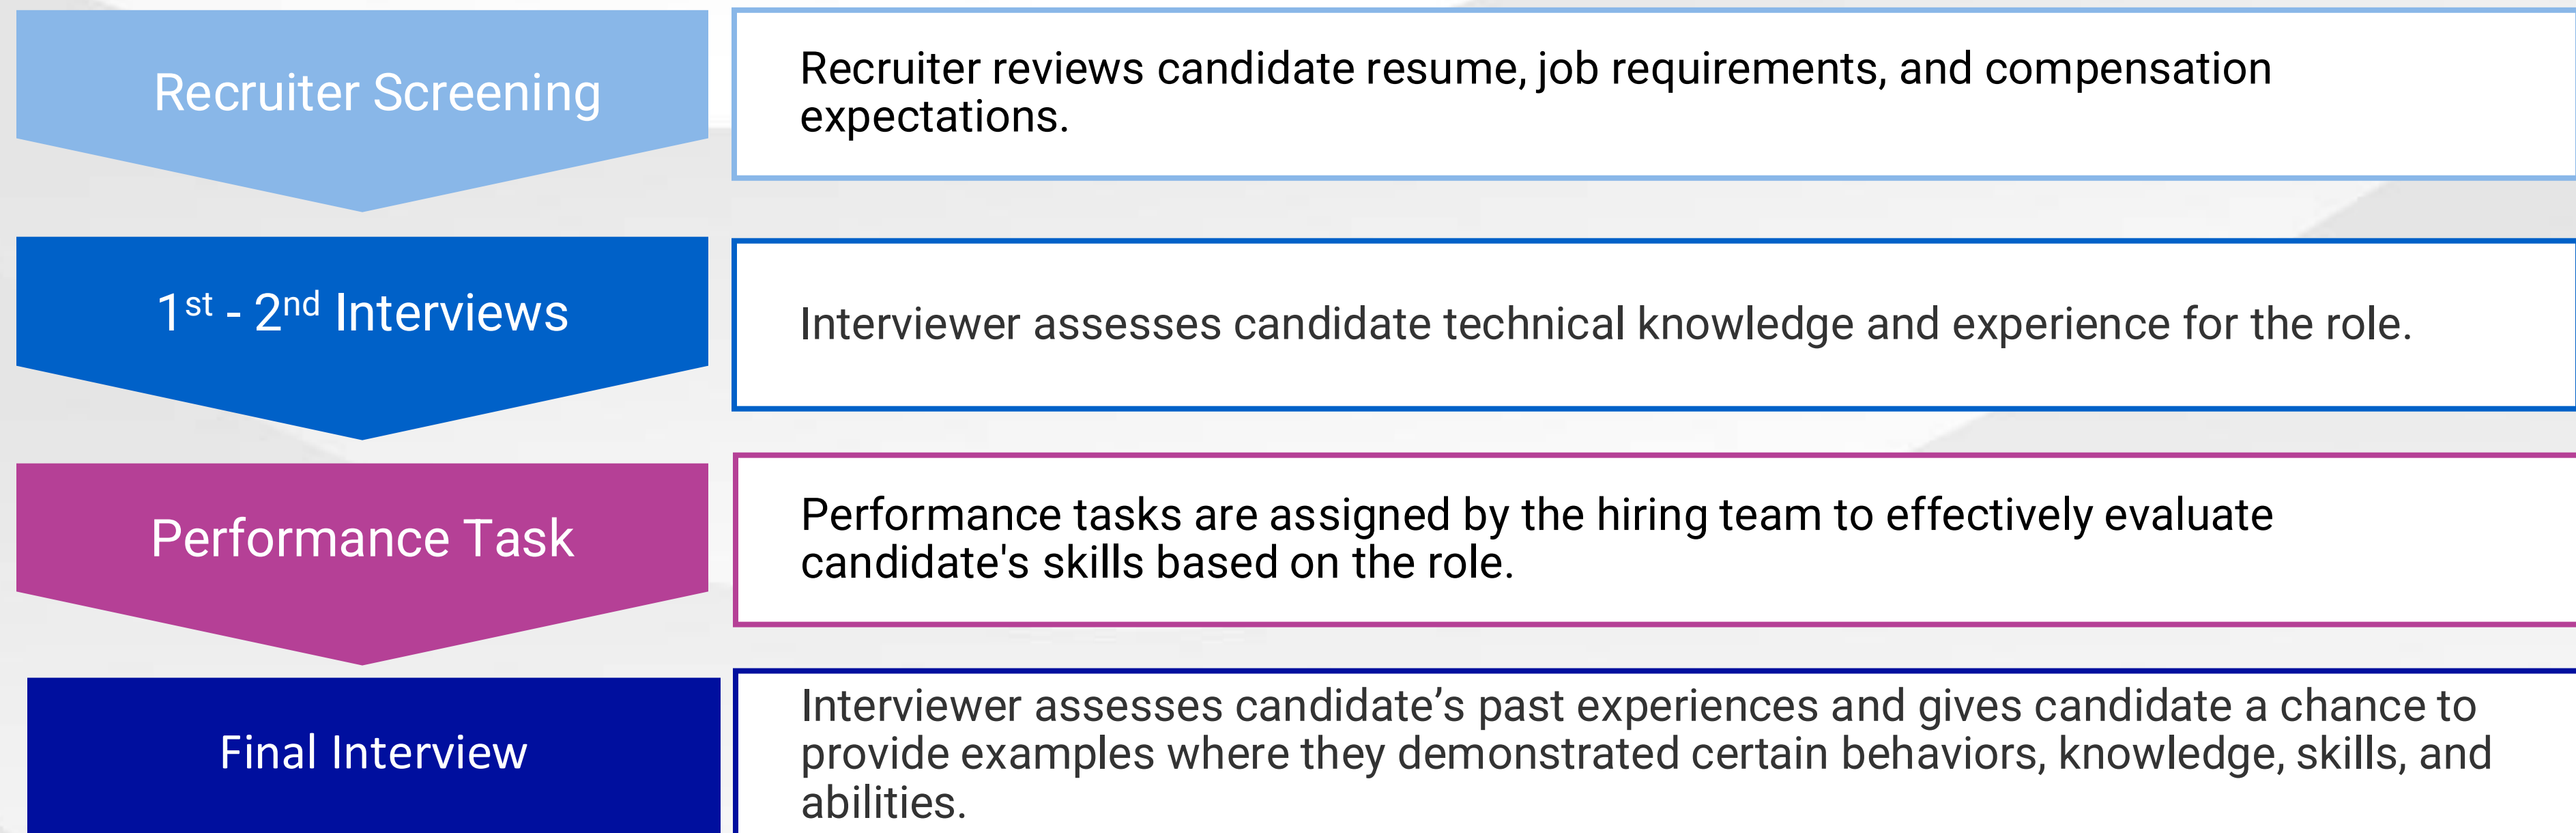 Recruiter Screening
Recruiter reviews candidate resume, job requirements, and compensation
expectations.
1st - 2nd Interviews
Interviewer assesses candidate technical knowledge and experience for the role.
Performance Task
Performance tasks are assigned by the hiring team to effectively evaluate
candidate's skills based on the role.
Final Interview
Interviewer assesses candidate’s past experiences and gives candidate a chance to
provide examples where they demonstrated certain behaviors, knowledge, skills, and
abilities.